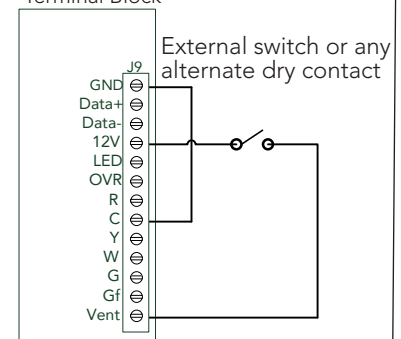 Terminal Block
External switch or any
alternate dry contact
J9
GND
Data+
Data-
12V
LED
OVR
R
C
Y
W
G
Gf
Vent